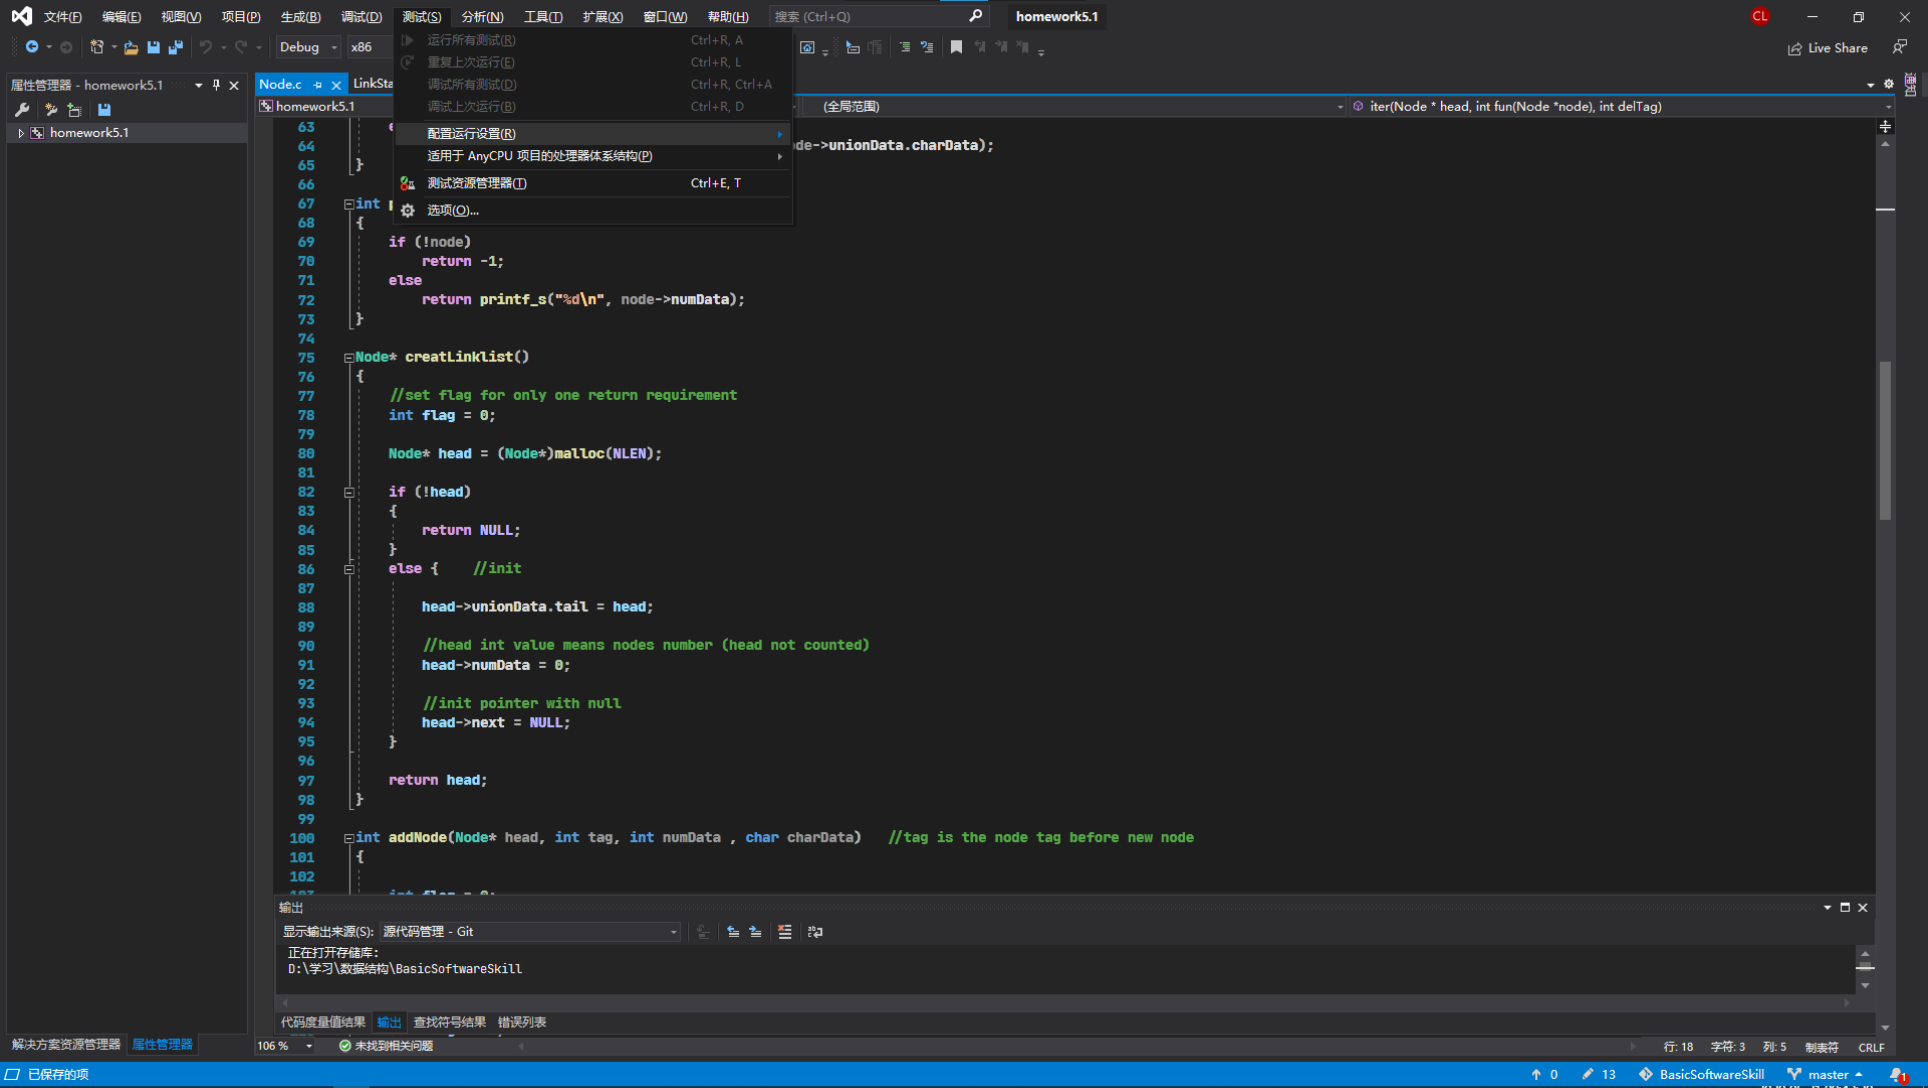 文件(F) 编辑(E) 视图(V) 项目(P) 生成(B) 调试(D) 测试(S) 分析(N) 工具(T) 扩展(X) 窗口(W) 帮助(H) 搜索 (Ctrl+Q) homework5.1 CL
Debug x86 Live Share
运行所有测试(R) Ctrl+R, A
重复上次运行(E) Ctrl+R, L
调试所有测试(D) Ctrl+R, Ctrl+A
调试上次运行(B) Ctrl+R, D
配置运行设置(R)
适用于 AnyCPU 项目的处理器体系结构(P)
测试资源管理器(T) Ctrl+E, T
选项(O)...
属性管理器 - homework5.1
homework5.1
Node.c LinkSta
homework5.1 (全局范围) iter(Node * head, int fun(Node *node), int delTag)
63 e
64 de->unionData.charData);
65 }
66
67 int
68 {
69 if (!node)
70 return -1;
71 else
72 return printf_s("%d\n", node->numData);
73 }
74
75 Node* creatLinklist()
76 {
77 //set flag for only one return requirement
78 int flag = 0;
79
80 Node* head = (Node*)malloc(NLEN);
81
82 if (!head)
83 {
84 return NULL;
85 }
86 else { //init
87
88 head->unionData.tail = head;
89
90 //head int value means nodes number (head not counted)
91 head->numData = 0;
92
93 //init pointer with null
94 head->next = NULL;
95 }
96
97 return head;
98 }
99
100 int addNode(Node* head, int tag, int numData , char charData) //tag is the node tag before new node
101 {
102
103 int flag = 0;
输出
显示输出来源(S): 源代码管理 - Git
正在打开存储库:
D:\学习\数据结构\BasicSoftwareSkill
代码度量值结果 输出 查找符号结果 错误列表
解决方案资源管理器 属性管理器
106 % 未找到相关问题 行: 18 字符: 3 列: 5 制表符 CRLF
已保存的项 0 13 BasicSoftwareSkill master 1